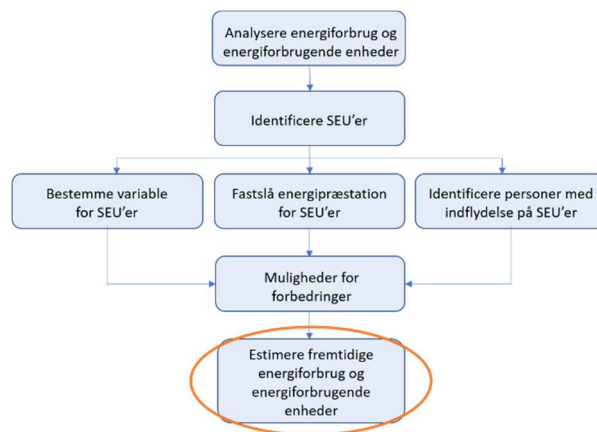 Analysere energiforbrug og
energiforbrugende enheder
Identificere SEU'er
Bestemme variable
for SEU'er
Fastslå energipræstation
for SEU'er
Identificere personer med
indflydelse på SEU'er
Muligheder for
forbedringer
Estimere fremtidige
energiforbrug og
energiforbrugende
enheder